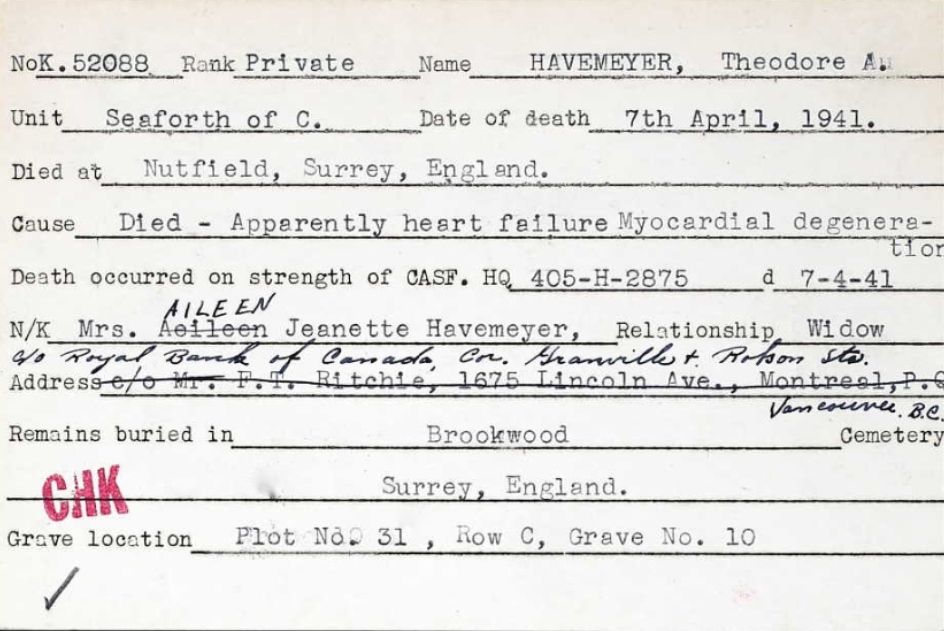 No K.52088 Rank Private Name HAVEMEYER, Theodore A.
Unit Seaforth of C. Date of death 7th April, 1941.
Died at Nutfield, Surrey, England.
Cause Died - Apparently heart failure Myocardial degenera-
tion
Death occurred on strength of CASF. HQ 405-H-2875 d 7-4-41
AILEEN
N/K Mrs. Aeileen Jeanette Havemeyer, Relationship Widow
c/o Royal Bank of Canada, Cor. Granville & Robson Sts.
Address c/o Mr. F.T. Ritchie, 1675 Lincoln Ave., Montreal, P.Q
Vancouver. B.C.
Remains buried in Brookwood Cemetery
CHK
Surrey, England.
Grave location Plot No. 31, Row C, Grave No. 10